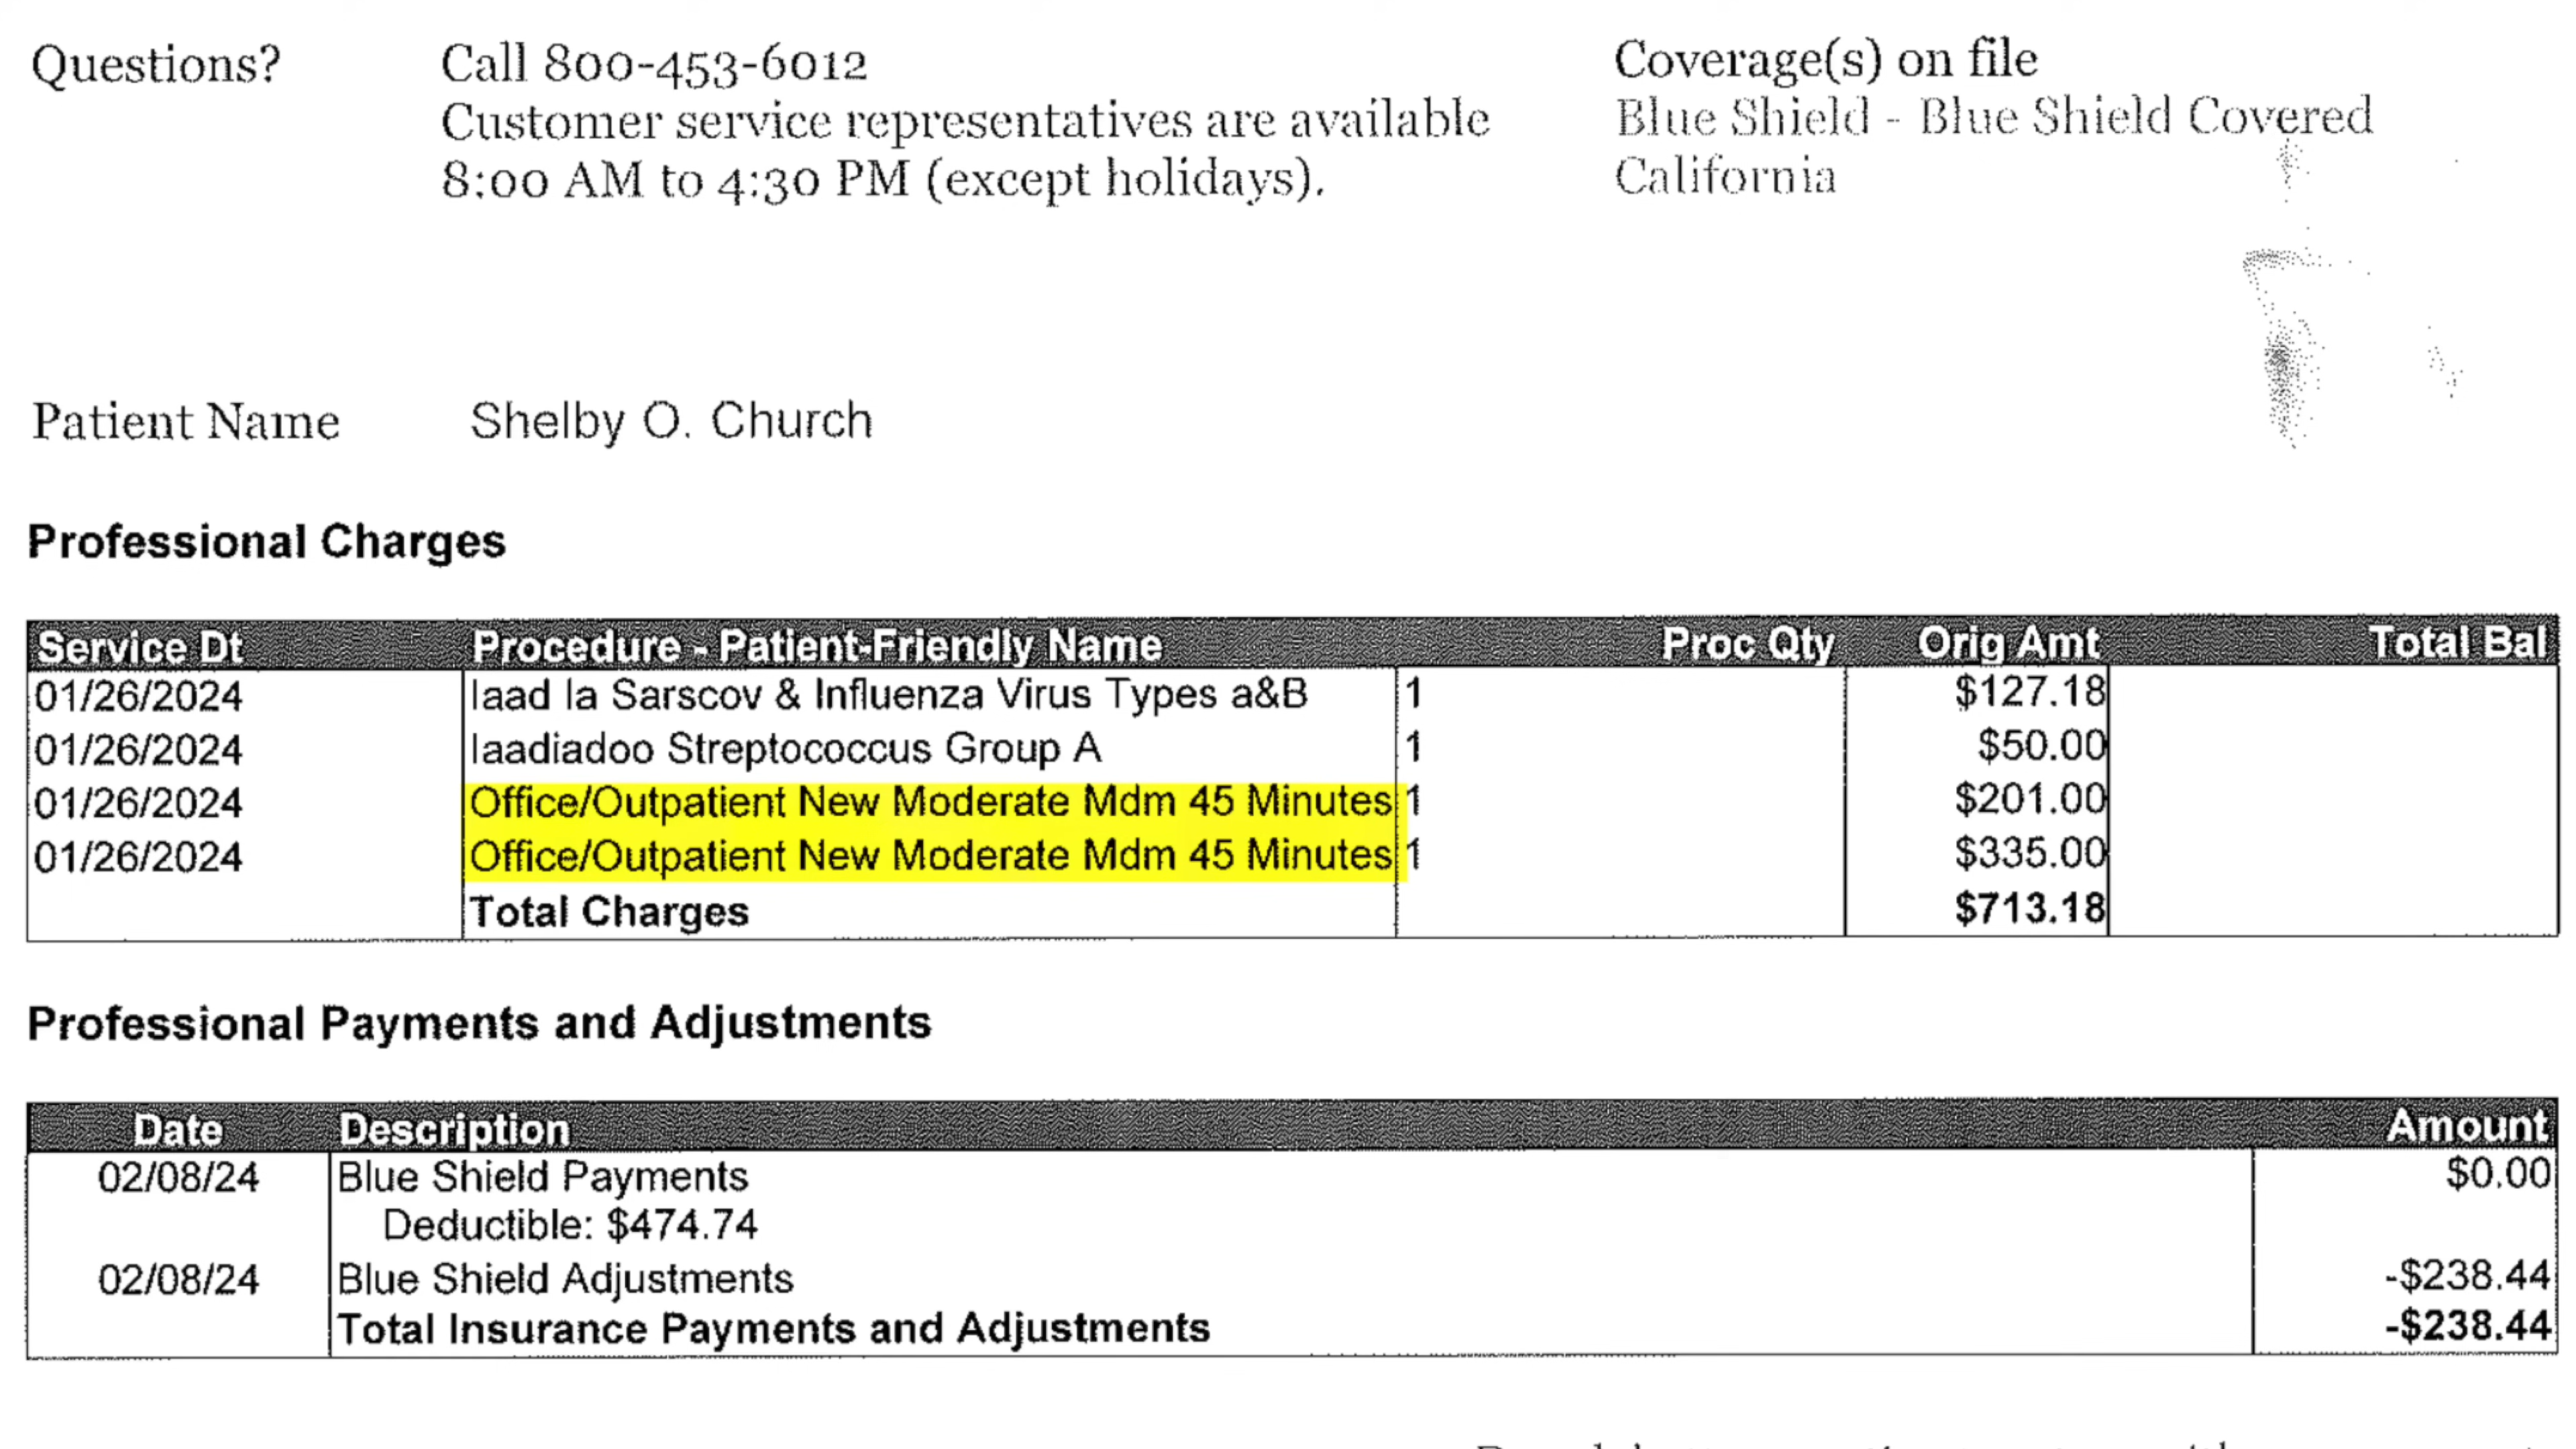 Questions? Call 800-453-6012
Customer service representatives are available
8:00 AM to 4:30 PM (except holidays).
Coverage(s) on file
Blue Shield - Blue Shield Covered
California
Patient Name Shelby O. Church
Professional Charges
Service Dt Procedure - Patient-Friendly Name Proc Qty Orig Amt Total Bal
01/26/2024 Iaad Ia Sarscov & Influenza Virus Types a&B 1 $127.18
01/26/2024 Iaadiadoo Streptococcus Group A 1 $50.00
01/26/2024 Office/Outpatient New Moderate Mdm 45 Minutes 1 $201.00
01/26/2024 Office/Outpatient New Moderate Mdm 45 Minutes 1 $335.00
Total Charges $713.18
Professional Payments and Adjustments
Date Description Amount
02/08/24 Blue Shield Payments $0.00
Deductible: $474.74
02/08/24 Blue Shield Adjustments -$238.44
Total Insurance Payments and Adjustments -$238.44